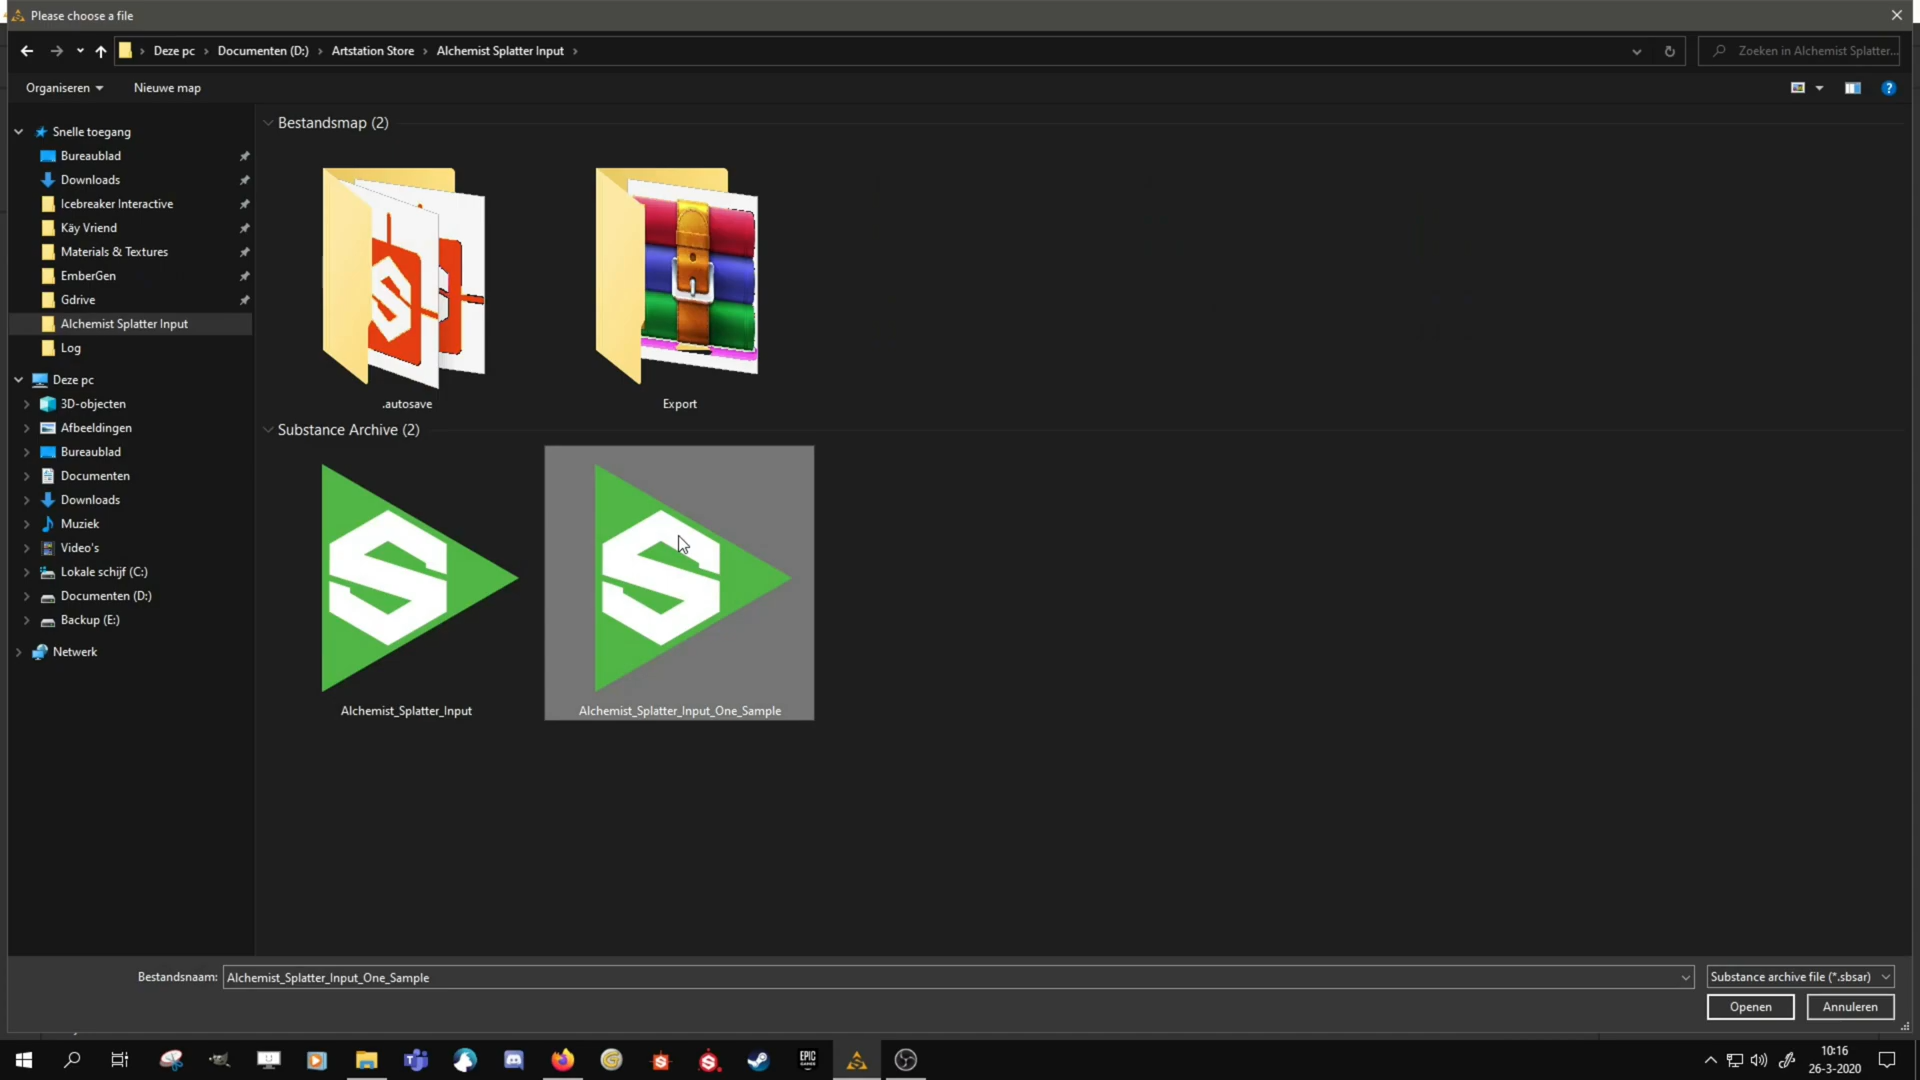 Please choose a file
Deze pc
Documenten (D:)
Artstation Store
Alchemist Splatter Input
Zoeken in Alchemist Splatter...
Organiseren
Nieuwe map
Snelle toegang
Bureaublad
Downloads
Icebreaker Interactive
Käy Vriend
Materials & Textures
EmberGen
Gdrive
Alchemist Splatter Input
Log
Deze pc
3D-objecten
Afbeeldingen
Bureaublad
Documenten
Downloads
Muziek
Video's
Lokale schijf (C:)
Documenten (D:)
Backup (E:)
Netwerk
Bestandsmap (2)
.autosave
Export
Substance Archive (2)
Alchemist_Splatter_Input
Alchemist_Splatter_Input_One_Sample
Bestandsnaam:
Alchemist_Splatter_Input_One_Sample
Substance archive file (*.sbsar)
Openen
Annuleren
EPIC
GAMES
10:16
26-3-2020